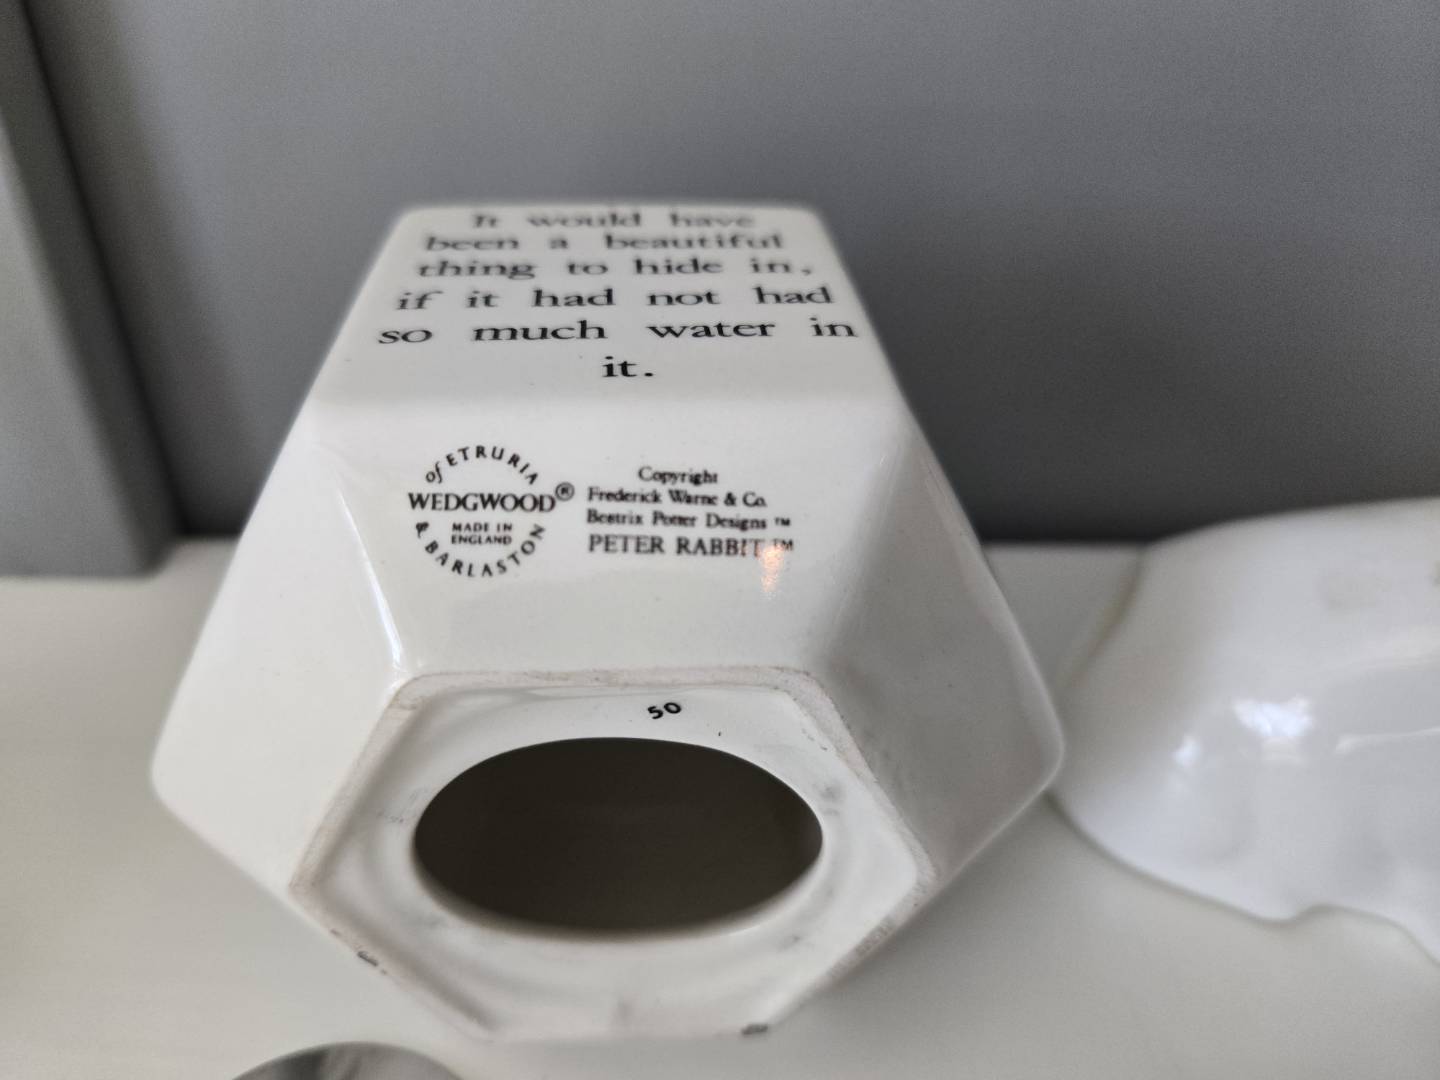 It would have
been a beautiful
thing to hide in,
if it had not had
so much water in
it.
of ETRURIA
WEDGWOOD®
MADE IN
ENGLAND
& BARLASTON
Copyright
Frederick Warne & Co.
Beatrix Potter Designs ™
PETER RABBIT ™
50